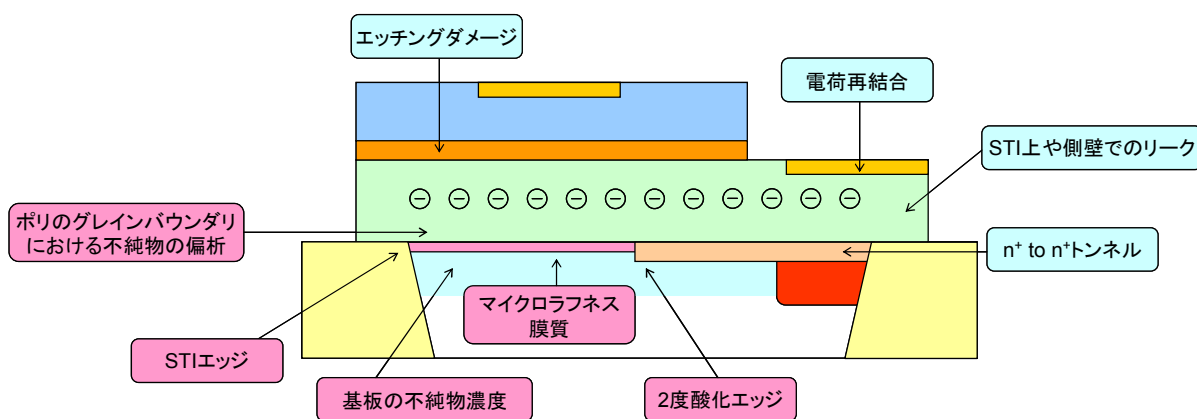 エッチングダメージ
電荷再結合
STI上や側壁でのリーク
ポリのグレインバウンダリ
における不純物の偏析
n⁺ to n⁺トンネル
マイクロラフネス
膜質
STIエッジ
基板の不純物濃度
2度酸化エッジ